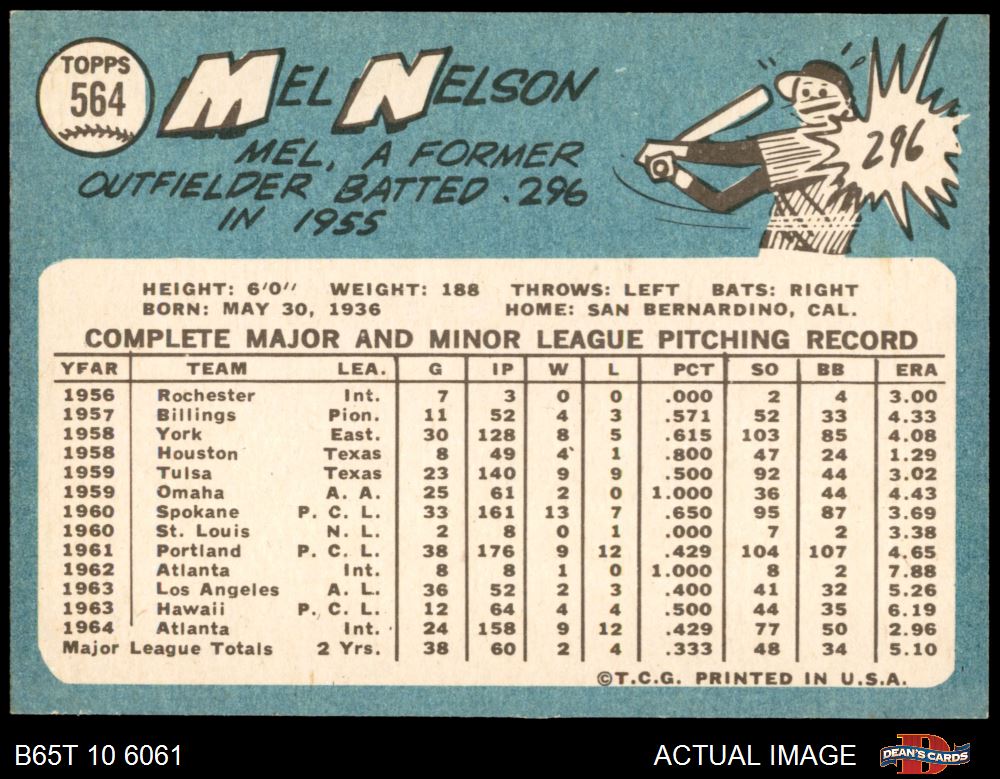 TOPPS
564
MEL NELSON
MEL, A FORMER
OUTFIELDER BATTED .296
IN 1955
296
HEIGHT: 6'0" WEIGHT: 188 THROWS: LEFT BATS: RIGHT
BORN: MAY 30, 1936 HOME: SAN BERNARDINO, CAL.
COMPLETE MAJOR AND MINOR LEAGUE PITCHING RECORD
YFAR TEAM LEA. G IP W L PCT SO BB ERA
1956 Rochester Int. 7 3 0 0 .000 2 4 3.00
1957 Billings Pion. 11 52 4 3 .571 52 33 4.33
1958 York East. 30 128 8 5 .615 103 85 4.08
1958 Houston Texas 8 49 4 1 .800 47 24 1.29
1959 Tulsa Texas 23 140 9 9 .500 92 44 3.02
1959 Omaha A. A. 25 61 2 0 1.000 36 44 4.43
1960 Spokane P. C. L. 33 161 13 7 .650 95 87 3.69
1960 St. Louis N. L. 2 8 0 1 .000 7 2 3.38
1961 Portland P. C. L. 38 176 9 12 .429 104 107 4.65
1962 Atlanta Int. 8 8 1 0 1.000 8 2 7.88
1963 Los Angeles A. L. 36 52 2 3 .400 41 32 5.26
1963 Hawaii P. C. L. 12 64 4 4 .500 44 35 6.19
1964 Atlanta Int. 24 158 9 12 .429 77 50 2.96
Major League Totals 2 Yrs. 38 60 2 4 .333 48 34 5.10
©T.C.G. PRINTED IN U.S.A.
B65T 10 6061 ACTUAL IMAGE DEAN'S CARDS